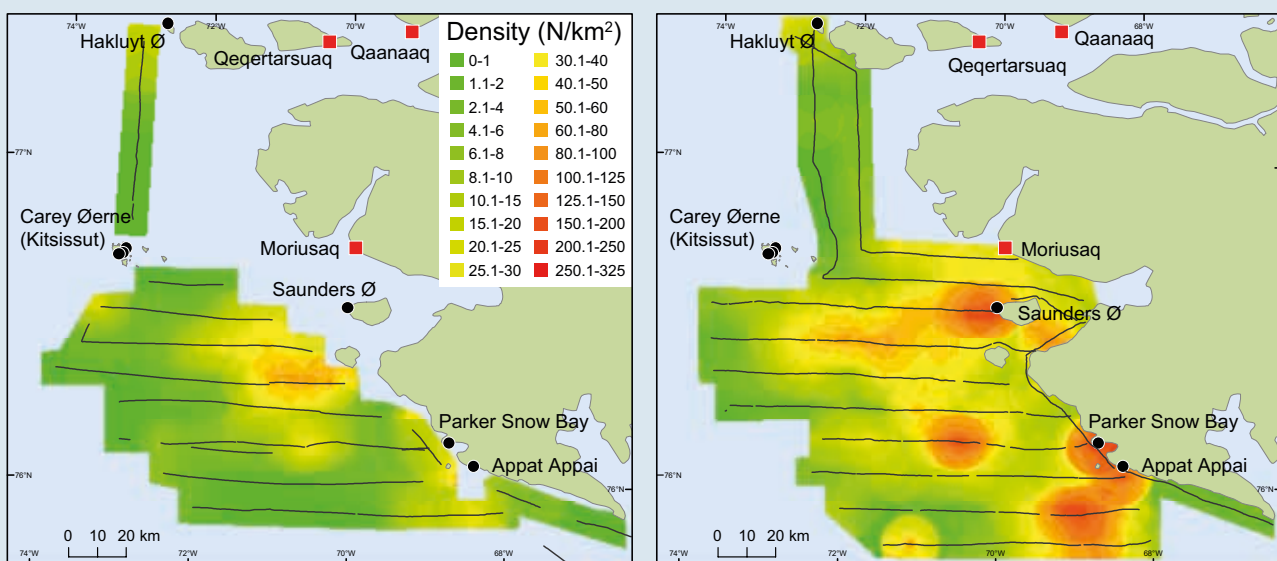 74°W
72°W
70°W
Hakluyt Ø
Qeqertarsuaq
Qaanaaq
Density (N/km²)
0-1
1.1-2
2.1-4
4.1-6
6.1-8
8.1-10
10.1-15
15.1-20
20.1-25
25.1-30
30.1-40
40.1-50
50.1-60
60.1-80
80.1-100
100.1-125
125.1-150
150.1-200
200.1-250
250.1-325
77°N
Carey Øerne
(Kitsissut)
Moriusaq
Saunders Ø
Parker Snow Bay
Appat Appai
76°N
76°N
0 10 20 km
74°W
72°W
70°W
68°W
74°W
72°W
70°W
68°W
Hakluyt Ø
Qaanaaq
Qeqertarsuaq
77°N
Carey Øerne
(Kitsissut)
Moriusaq
Saunders Ø
Parker Snow Bay
Appat Appai
76°N
76°N
0 10 20 km
74°W
72°W
70°W
68°W